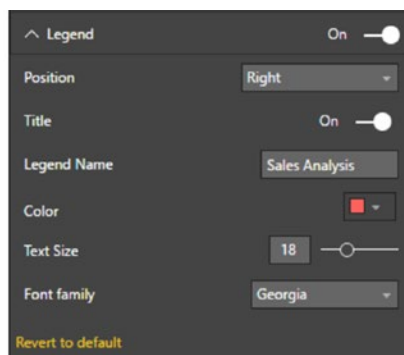 Legend On
Position Right
Title On
Legend Name Sales Analysis
Color
Text Size 18
Font family Georgia
Revert to default